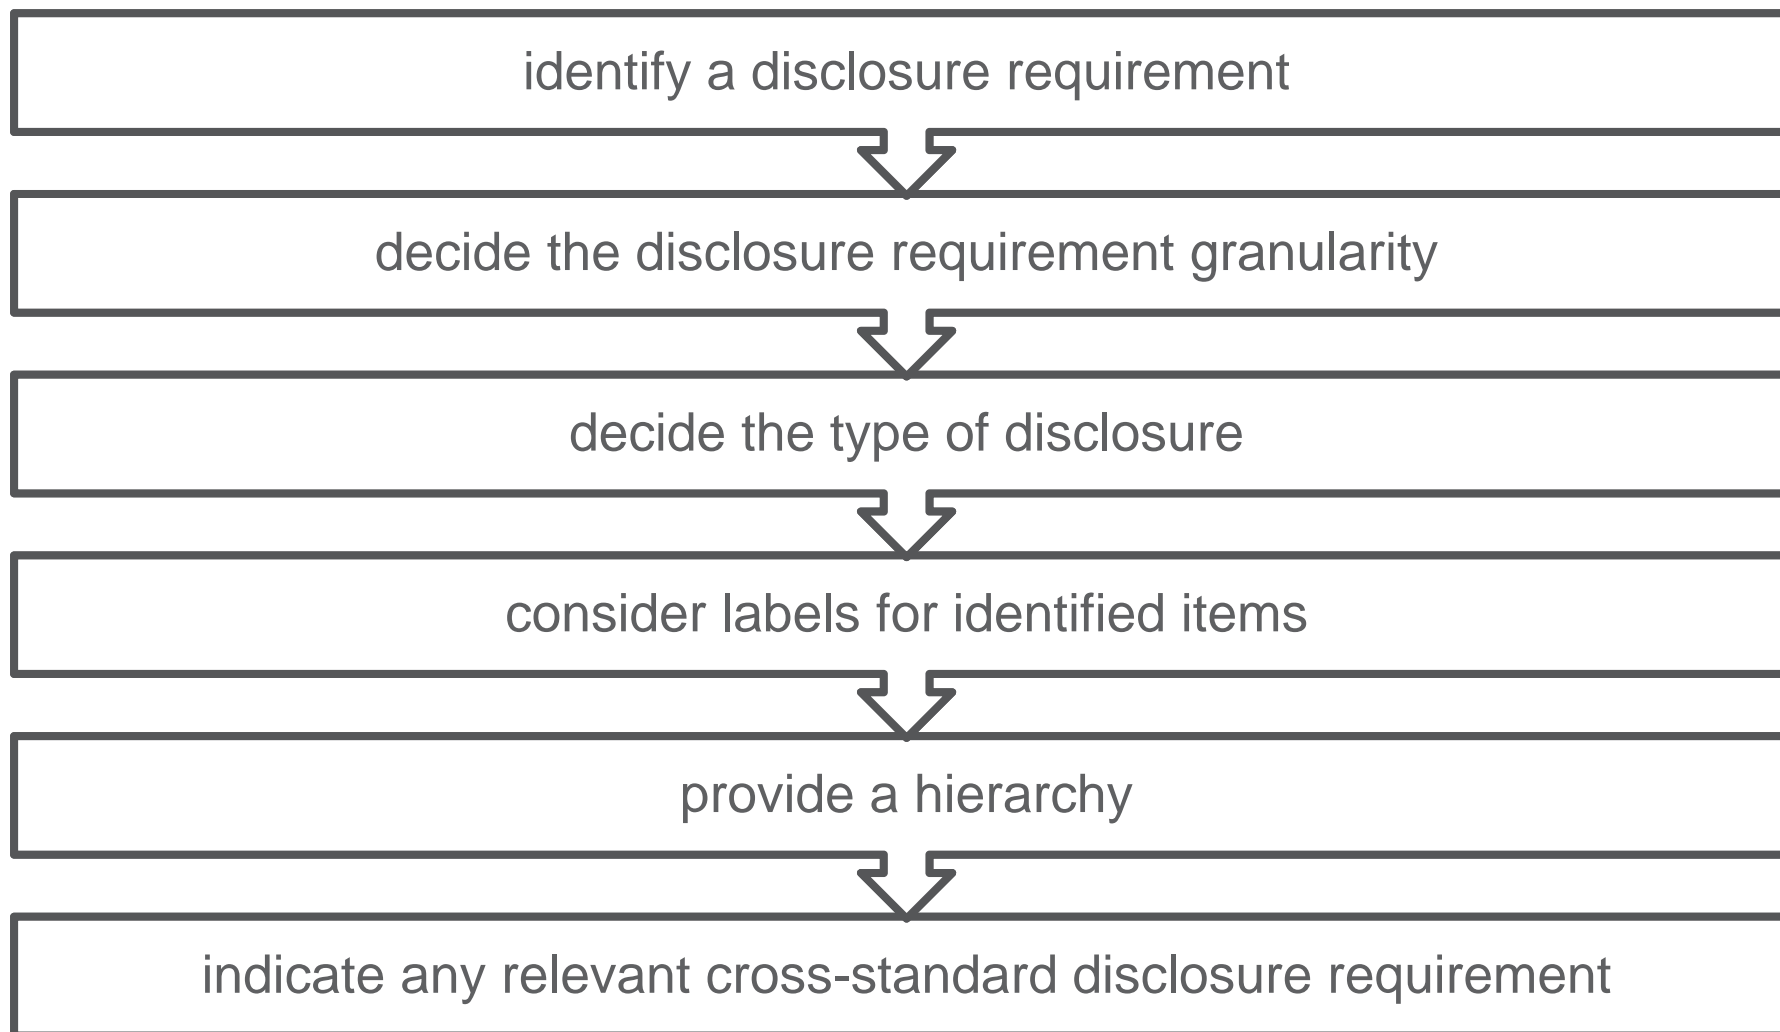 identify a disclosure requirement
decide the disclosure requirement granularity
decide the type of disclosure
consider labels for identified items
provide a hierarchy
indicate any relevant cross-standard disclosure requirement